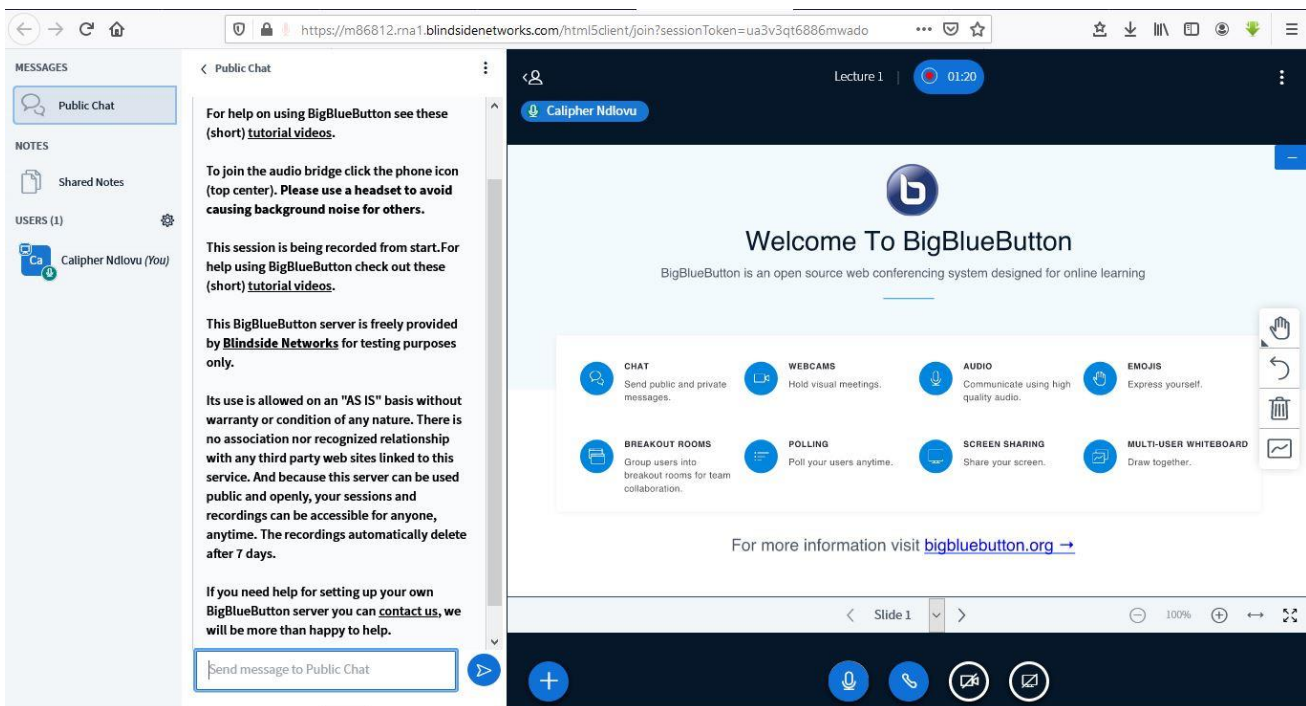 https://m86812.rna1.blindsidenetworks.com/html5client/join?sessionToken=ua3v3qt6886mwado
MESSAGES
Public Chat
NOTES
Shared Notes
USERS (1)
Ca
Calipher Ndlovu (You)
Public Chat
For help on using BigBlueButton see these
(short) tutorial videos.
To join the audio bridge click the phone icon
(top center). Please use a headset to avoid
causing background noise for others.
This session is being recorded from start.For
help using BigBlueButton check out these
(short) tutorial videos.
This BigBlueButton server is freely provided
by Blindside Networks for testing purposes
only.
Its use is allowed on an "AS IS" basis without
warranty or condition of any nature. There is
no association nor recognized relationship
with any third party web sites linked to this
service. And because this server can be used
public and openly, your sessions and
recordings can be accessible for anyone,
anytime. The recordings automatically delete
after 7 days.
If you need help for setting up your own
BigBlueButton server you can contact us, we
will be more than happy to help.
Send message to Public Chat
Lecture 1 | 01:20
Calipher Ndlovu
b
Welcome To BigBlueButton
BigBlueButton is an open source web conferencing system designed for online learning
CHAT
Send public and private
messages.
WEBCAMS
Hold visual meetings.
AUDIO
Communicate using high
quality audio.
EMOJIS
Express yourself.
BREAKOUT ROOMS
Group users into
breakout rooms for team
collaboration.
POLLING
Poll your users anytime.
SCREEN SHARING
Share your screen.
MULTI-USER WHITEBOARD
Draw together.
For more information visit bigbluebutton.org →
Slide 1
100%